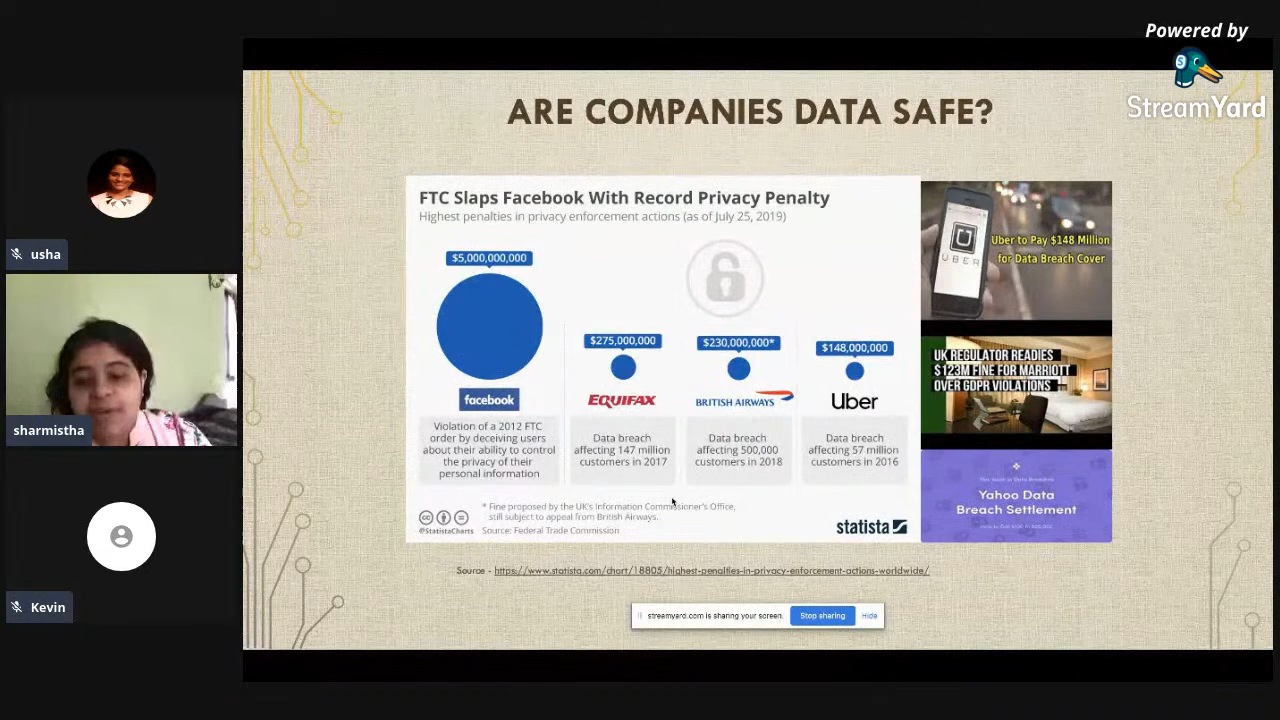 Powered by
StreamYard
ARE COMPANIES DATA SAFE?
FTC Slaps Facebook With Record Privacy Penalty
Highest penalties in privacy enforcement actions (as of July 25, 2019)
$5,000,000,000
$275,000,000
$230,000,000*
$148,000,000
facebook
EQUIFAX
BRITISH AIRWAYS
Uber
Violation of a 2012 FTC
order by deceiving users
about their ability to control
the privacy of their
personal information
Data breach
affecting 147 million
customers in 2017
Data breach
affecting 500,000
customers in 2018
Data breach
affecting 57 million
customers in 2016
* Fine proposed by the UK's Information Commissioner's Office,
still subject to appeal from British Airways.
@StatistaCharts
Source: Federal Trade Commission
statista
UBER
Uber to Pay $148 Million
for Data Breach Cover
UK REGULATOR READIES
$123M FINE FOR MARRIOTT
OVER GDPR VIOLATIONS
Yahoo Data
Breach Settlement
Source - https://www.statista.com/chart/18805/highest-penalties-in-privacy-enforcement-actions-worldwide/
streamyard.com is sharing your screen.
Stop sharing
Hide
usha
sharmistha
Kevin